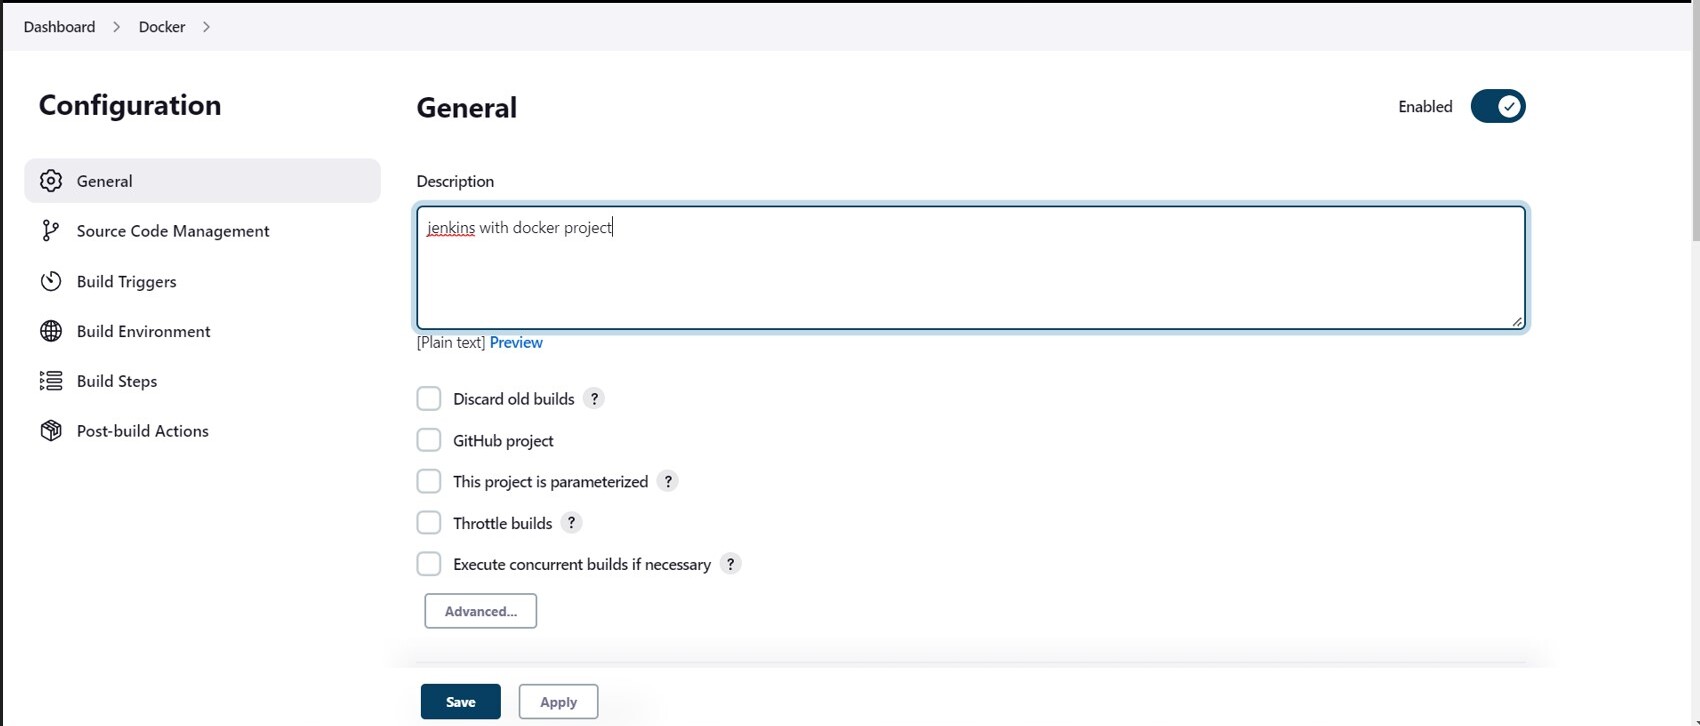 Dashboard > Docker >
Configuration
General
Source Code Management
Build Triggers
Build Environment
Build Steps
Post-build Actions
General
Enabled
Description
jenkins with docker project
[Plain text] Preview
Discard old builds ?
GitHub project
This project is parameterized ?
Throttle builds ?
Execute concurrent builds if necessary ?
Advanced...
Save Apply